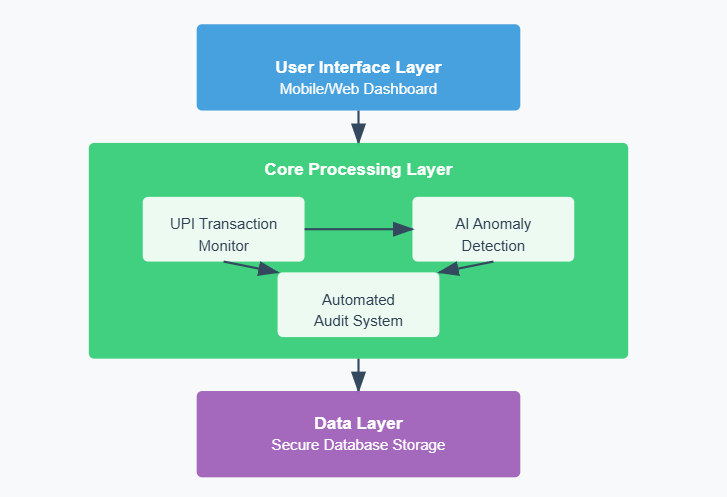 User Interface Layer
Mobile/Web Dashboard
Core Processing Layer
UPI Transaction
Monitor
AI Anomaly
Detection
Automated
Audit System
Data Layer
Secure Database Storage